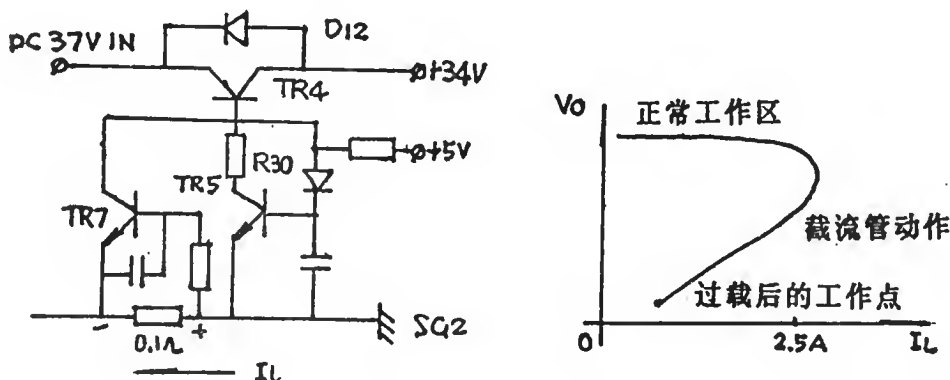 DC 37V IN
D12
TR4
⌀+34V
R30
⌀+5V
TR5
TR7
- 0.1Ω +
SG2
IL
V0
正常工作区
截流管动作
过载后的工作点
0
2.5A
IL